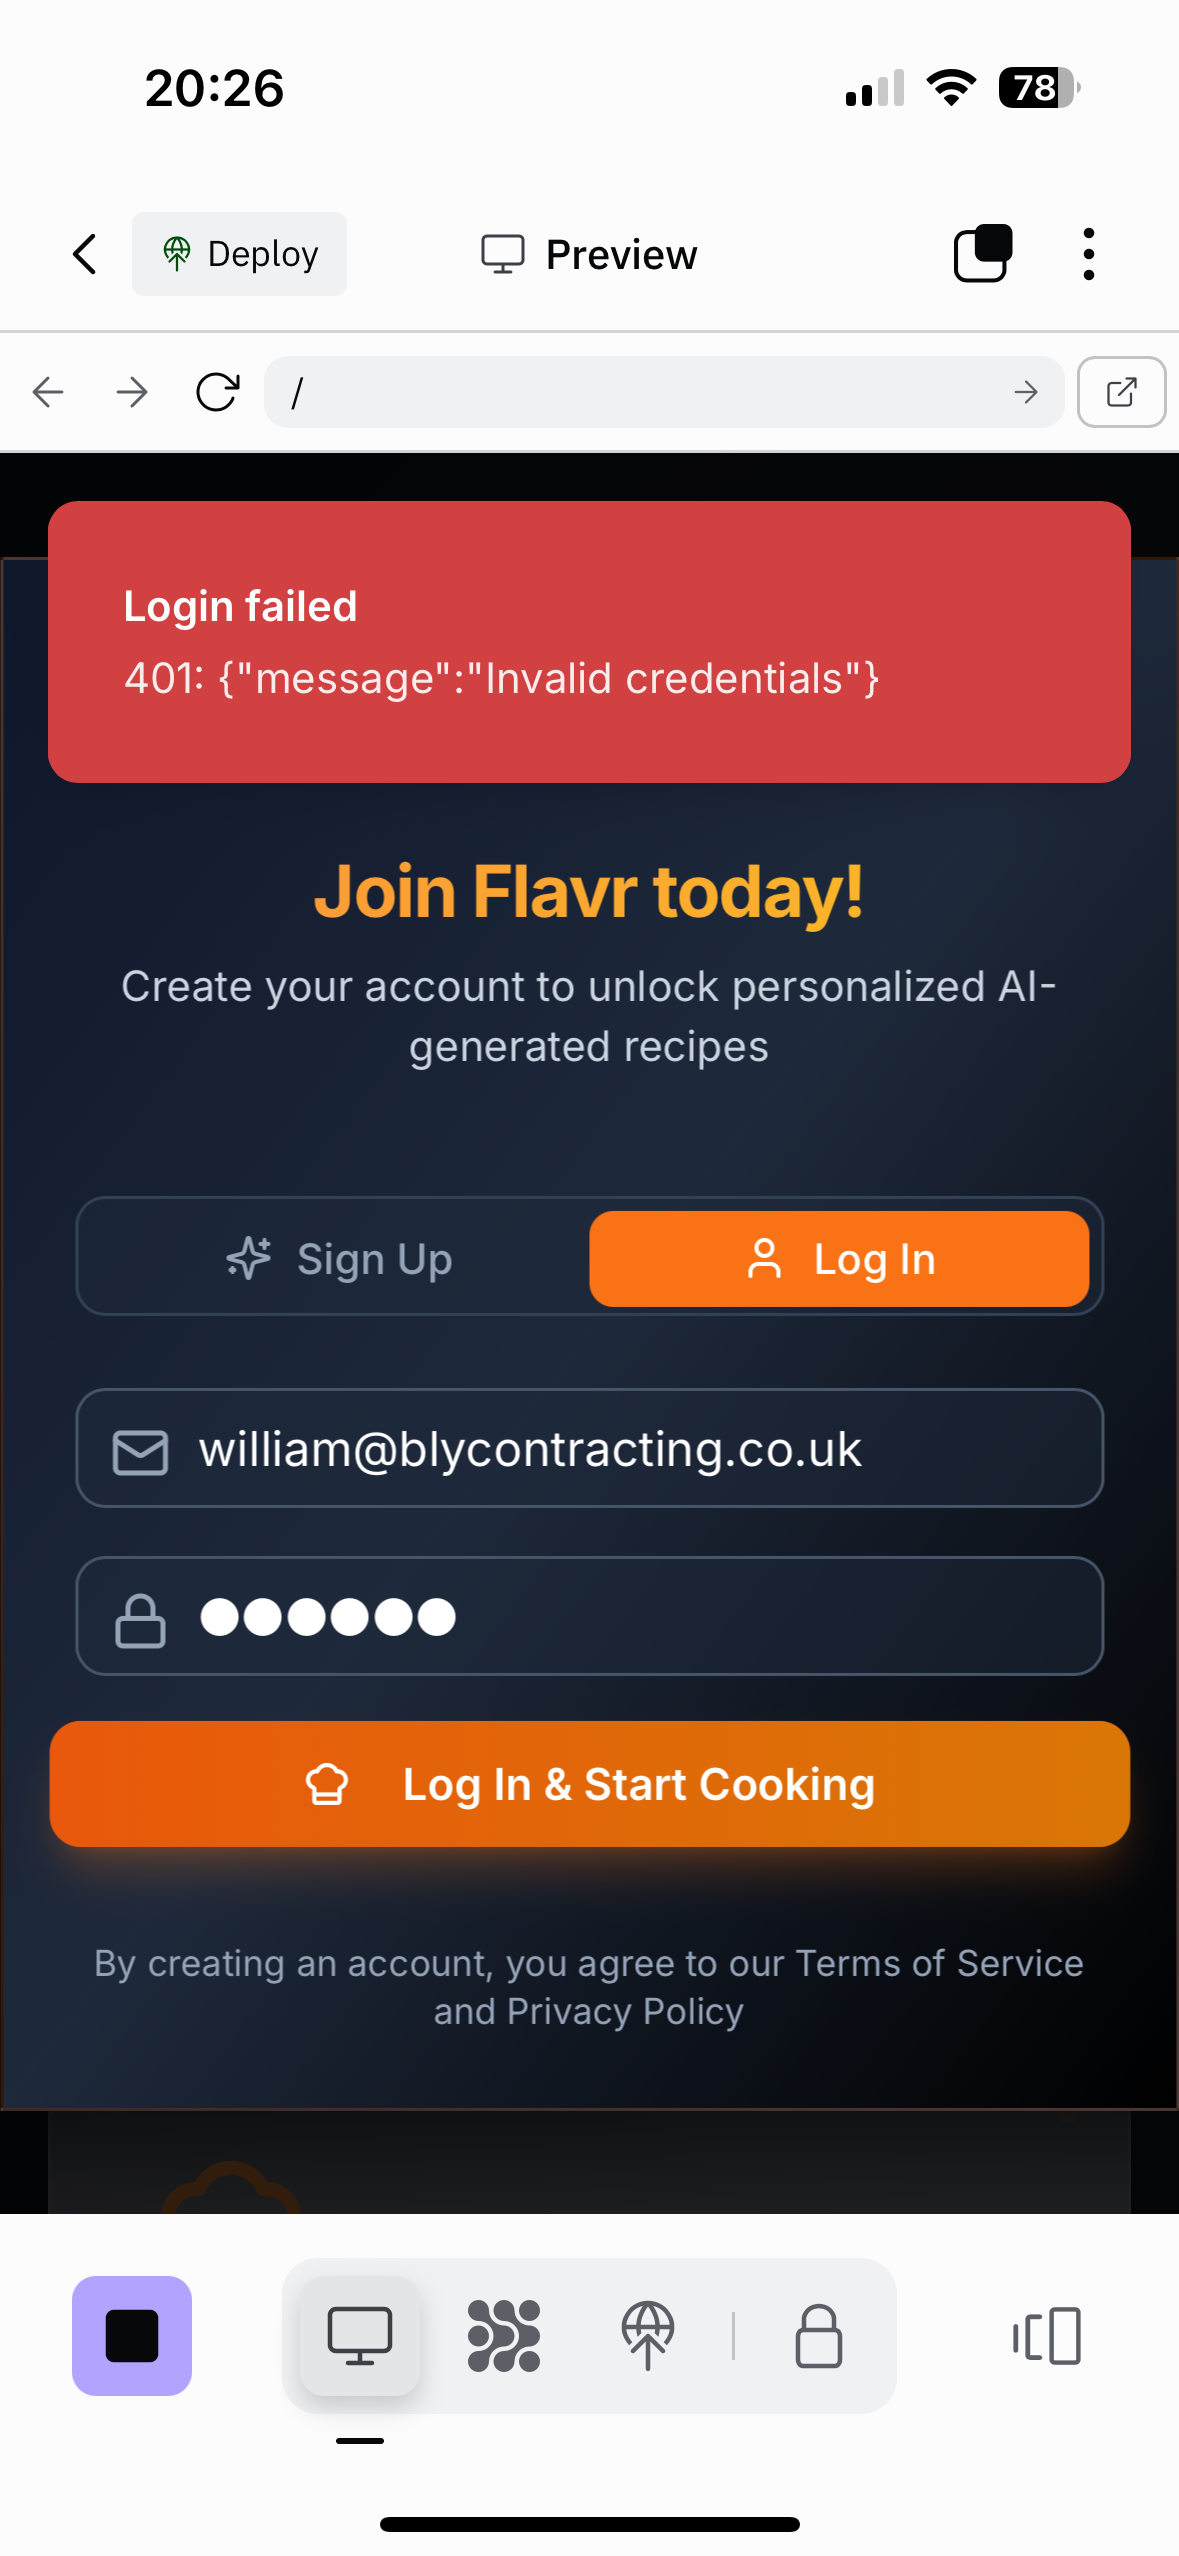 20:26
78
Deploy
Preview
/
Login failed
401: {"message":"Invalid credentials"}
Join Flavr today!
Create your account to unlock personalized AI-
generated recipes
Sign Up
Log In
william@blycontracting.co.uk
Log In & Start Cooking
By creating an account, you agree to our Terms of Service
and Privacy Policy